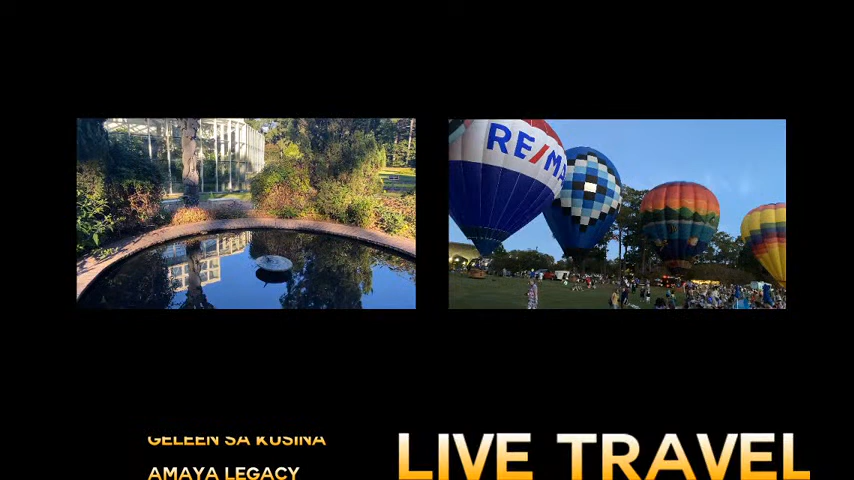 RE/MA
GELEEN SA KUSINA
AMAYA LEGACY
LIVE TRAVEL